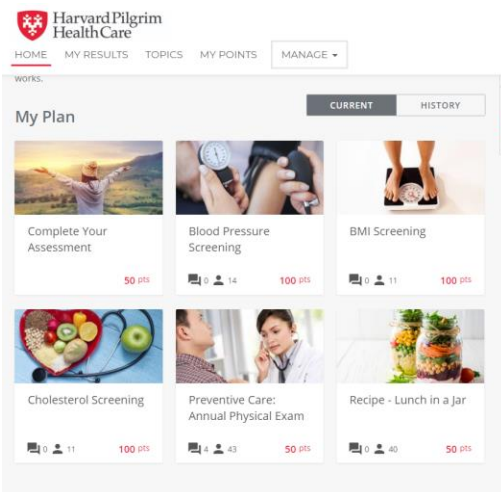 Harvard Pilgrim
HealthCare
HOME MY RESULTS TOPICS MY POINTS MANAGE
works.
My Plan
CURRENT HISTORY
Complete Your
Assessment
50 pts
Blood Pressure
Screening
0 14 100 pts
BMI Screening
0 11 100 pts
Cholesterol Screening
0 11 100 pts
Preventive Care:
Annual Physical Exam
4 43 50 pts
Recipe - Lunch in a Jar
0 40 50 pts